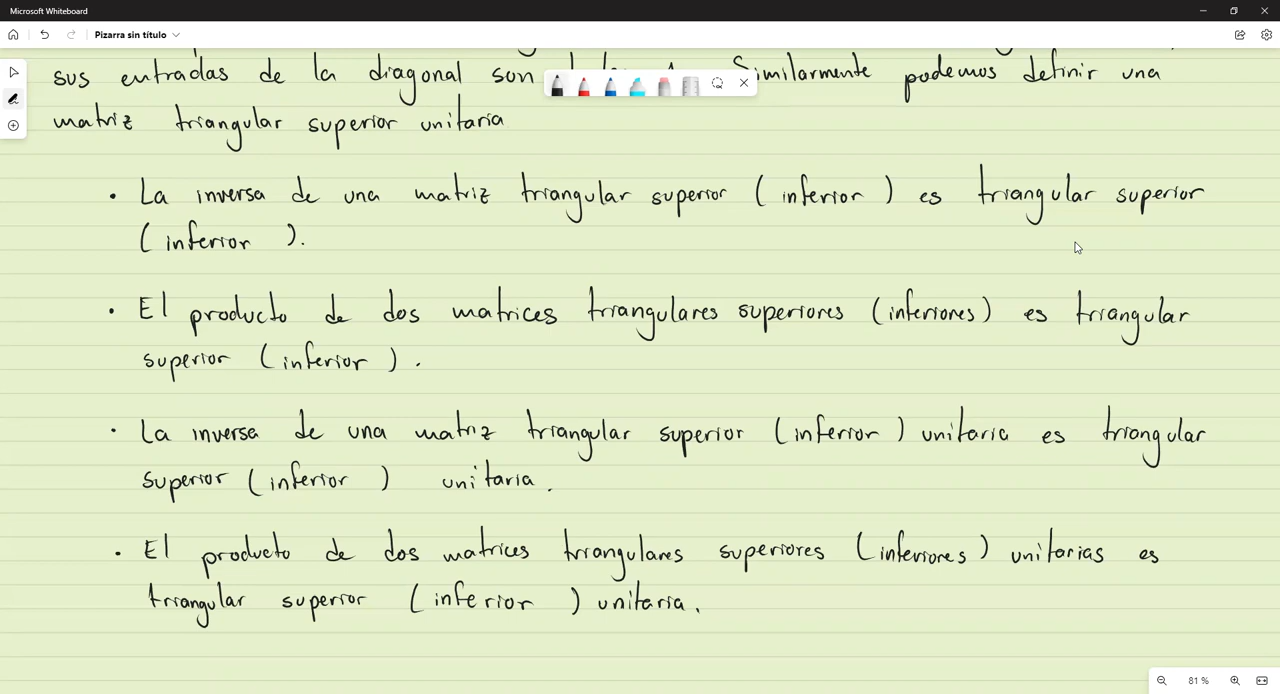 Microsoft Whiteboard
Pizarra sin título
sus entradas de la diagonal son Similarmente podemos definir una
matriz triangular superior unitaria
• La inversa de una matriz triangular superior (inferior) es triangular superior
(inferior).
• El producto de dos matrices triangulares superiores (inferiores) es triangular
superior (inferior).
• La inversa de una matriz triangular superior (inferior) unitaria es triangular
superior (inferior) unitaria.
• El producto de dos matrices triangulares superiores (inferiores) unitarias es
triangular superior (inferior) unitaria.
81 %